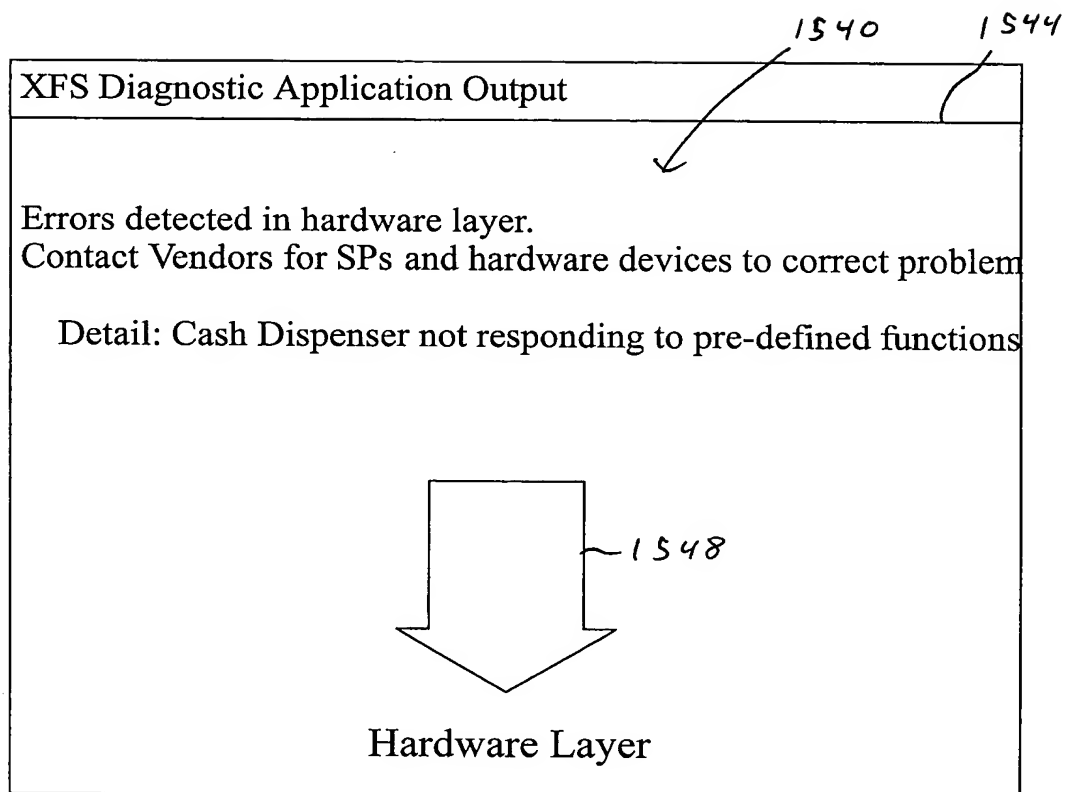 1540 1544
XFS Diagnostic Application Output
Errors detected in hardware layer.
Contact Vendors for SPs and hardware devices to correct problem
Detail: Cash Dispenser not responding to pre-defined functions
1548
Hardware Layer